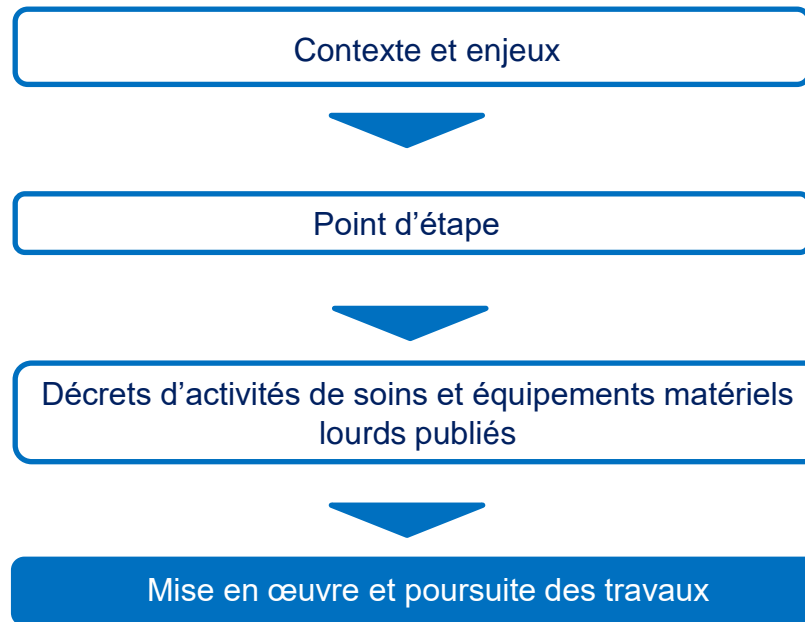 Contexte et enjeux
Point d’étape
Décrets d’activités de soins et équipements matériels
lourds publiés
Mise en œuvre et poursuite des travaux